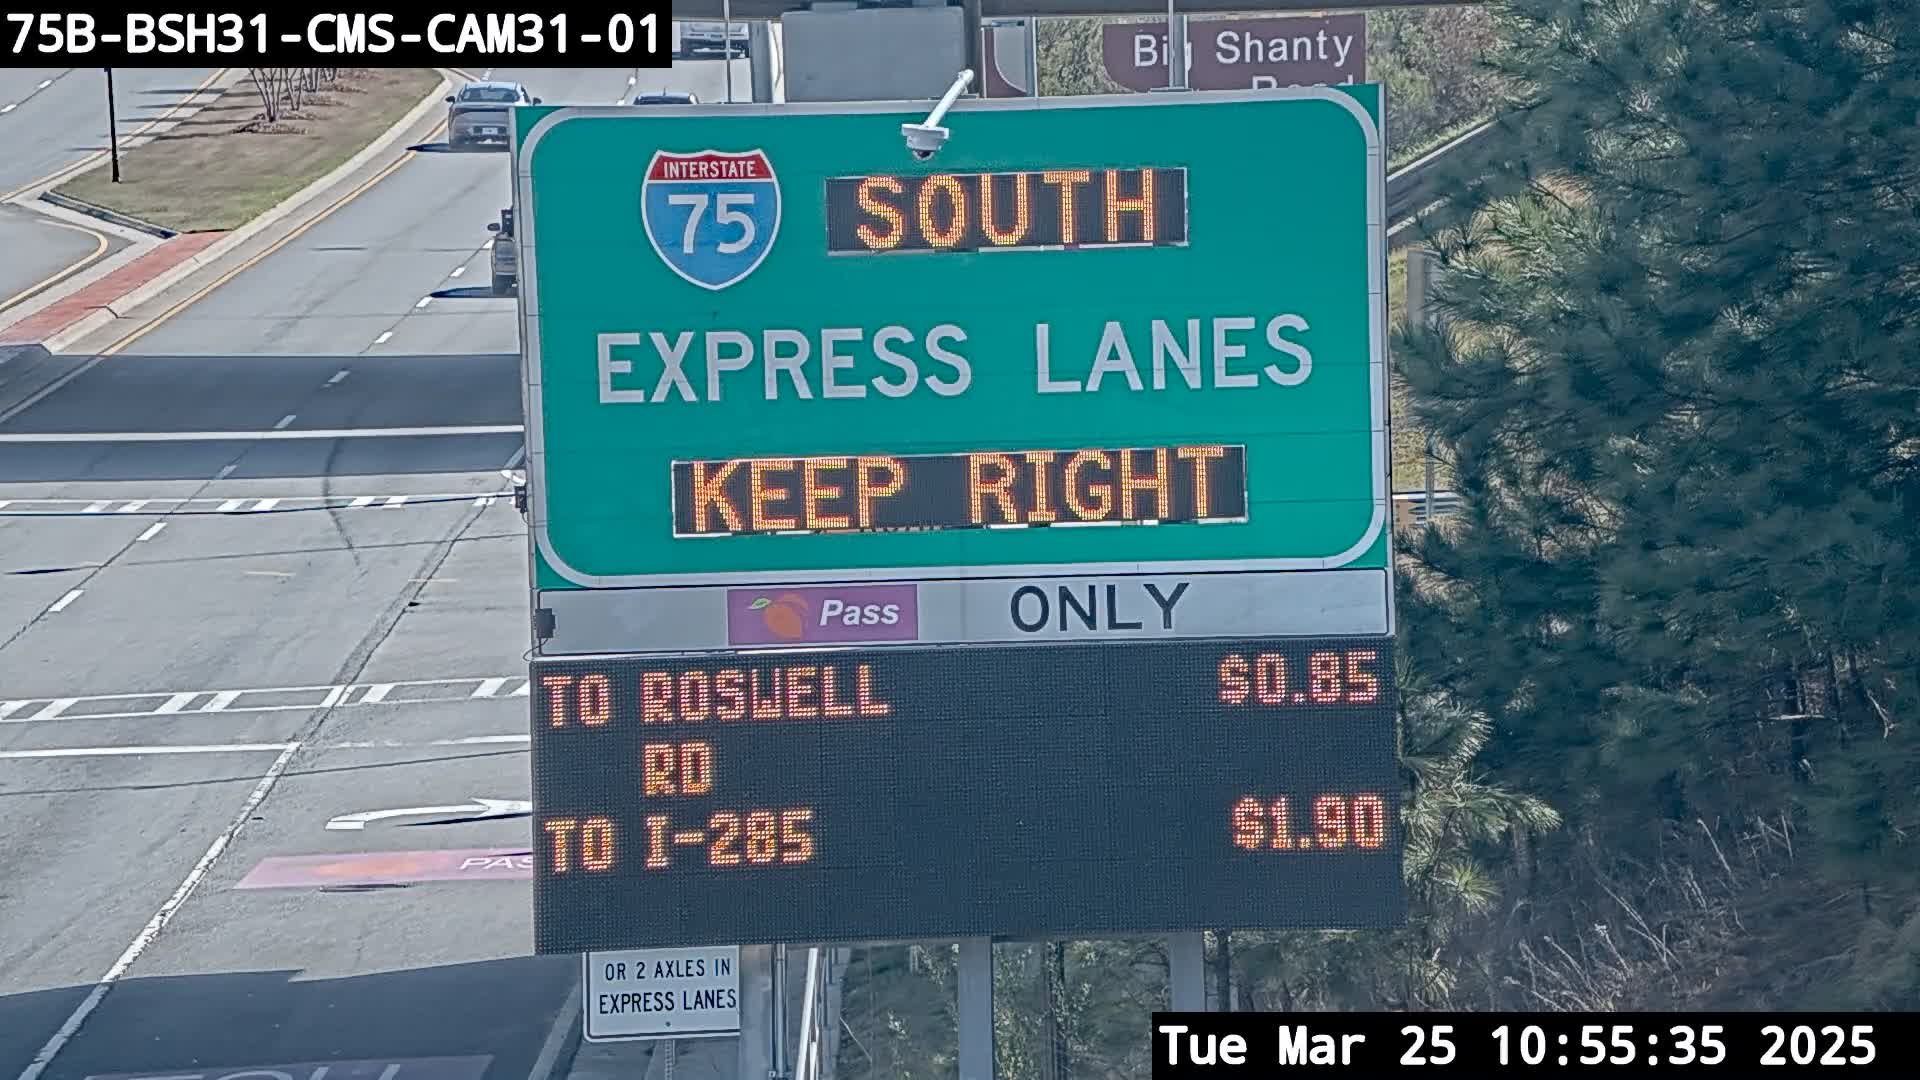 75B-BSH31-CMS-CAM31-01
Big Shanty
Road
INTERSTATE
75
SOUTH
EXPRESS LANES
KEEP RIGHT
Pass ONLY
TO ROSWELL $0.85
RD
TO I-285 $1.90
PAS
OR 2 AXLES IN
EXPRESS LANES
Tue Mar 25 10:55:35 2025